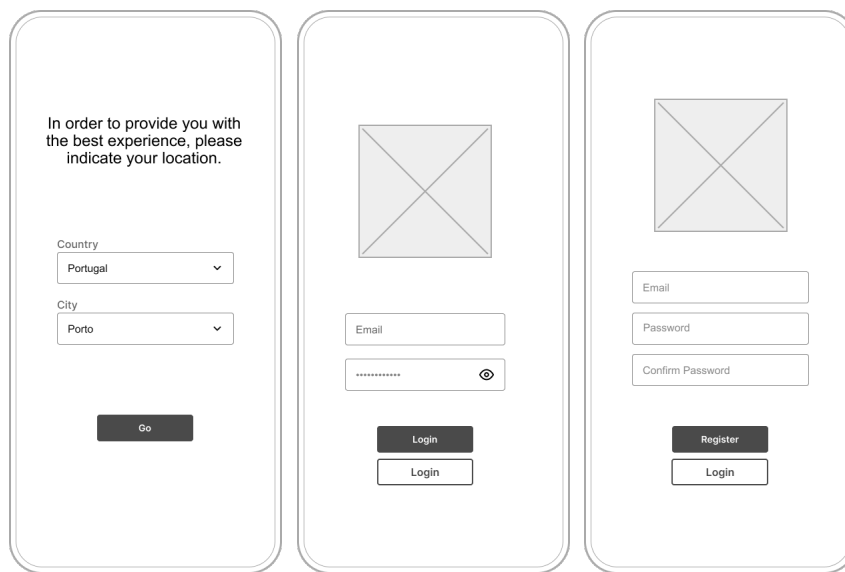 In order to provide you with
the best experience, please
indicate your location.
Country
Portugal
City
Porto
Go
Email
************
Login
Login
Email
Password
Confirm Password
Register
Login